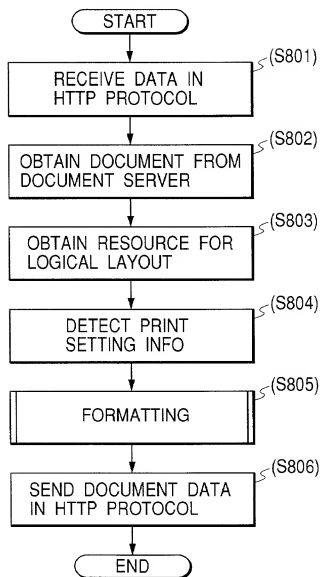 START
(S801)
RECEIVE DATA IN
HTTP PROTOCOL
(S802)
OBTAIN DOCUMENT FROM
DOCUMENT SERVER
(S803)
OBTAIN RESOURCE FOR
LOGICAL LAYOUT
(S804)
DETECT PRINT
SETTING INFO
(S805)
FORMATTING
(S806)
SEND DOCUMENT DATA
IN HTTP PROTOCOL
END